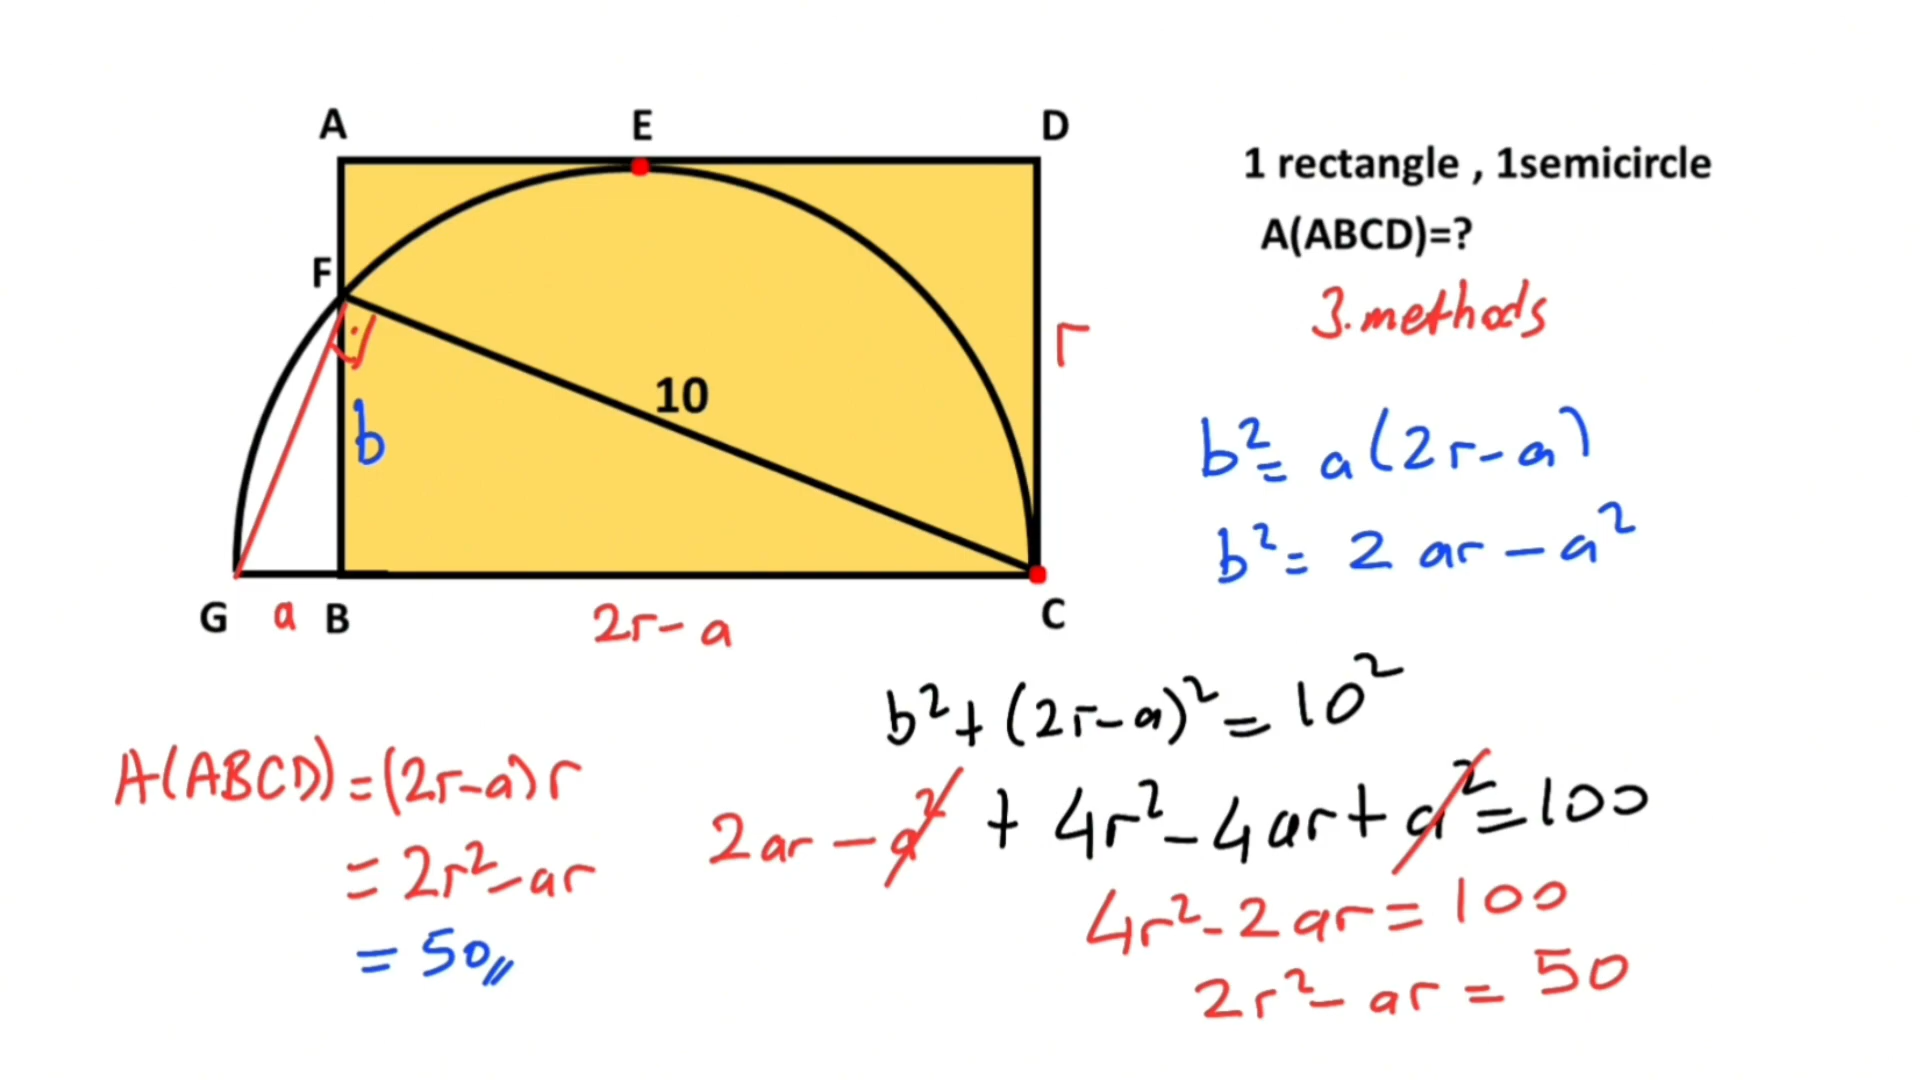 A E D
1 rectangle , 1semicircle
A(ABCD)=?
F
3.methods
r
10
b
b² = a(2r-a)
b² = 2ar - a²
G a B 2r-a C
b² + (2r-a)² = 10²
A(ABCD) = (2r-a)r
2ar - a² + 4r² - 4ar + a² = 100
= 2r² - ar
4r² - 2ar = 100
= 50
2r² - ar = 50